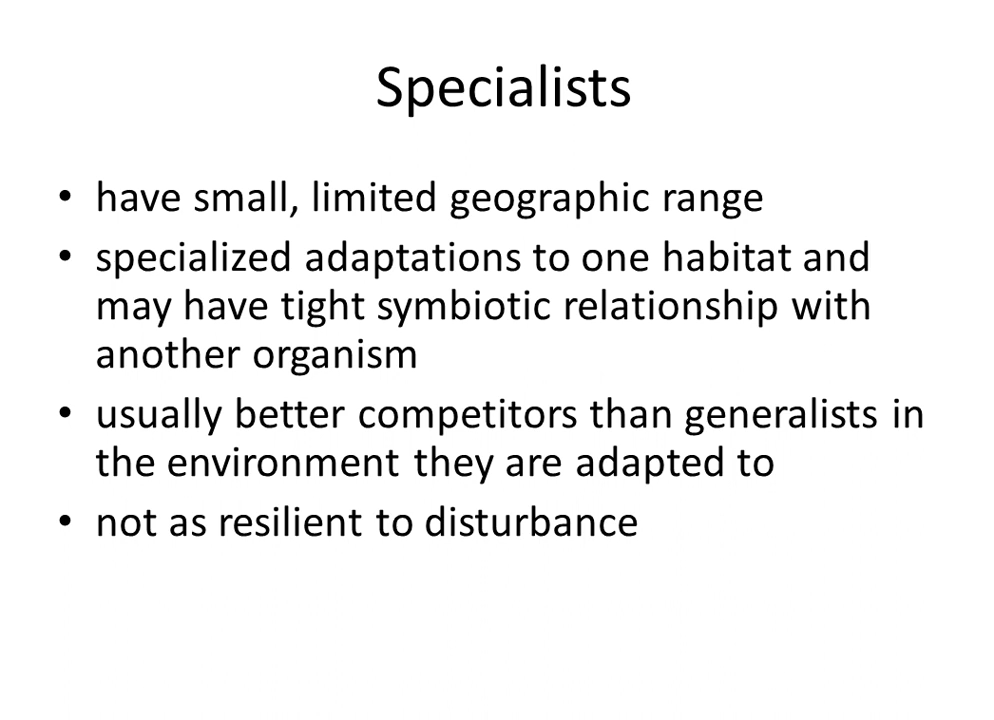 Specialists
• have small, limited geographic range
• specialized adaptations to one habitat and
may have tight symbiotic relationship with
another organism
• usually better competitors than generalists in
the environment they are adapted to
• not as resilient to disturbance